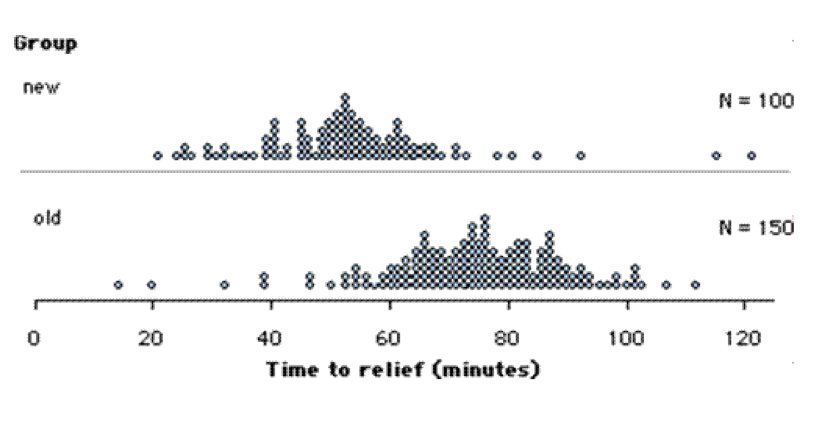 Group
new
N = 100
old
N = 150
0 20 40 60 80 100 120
Time to relief (minutes)